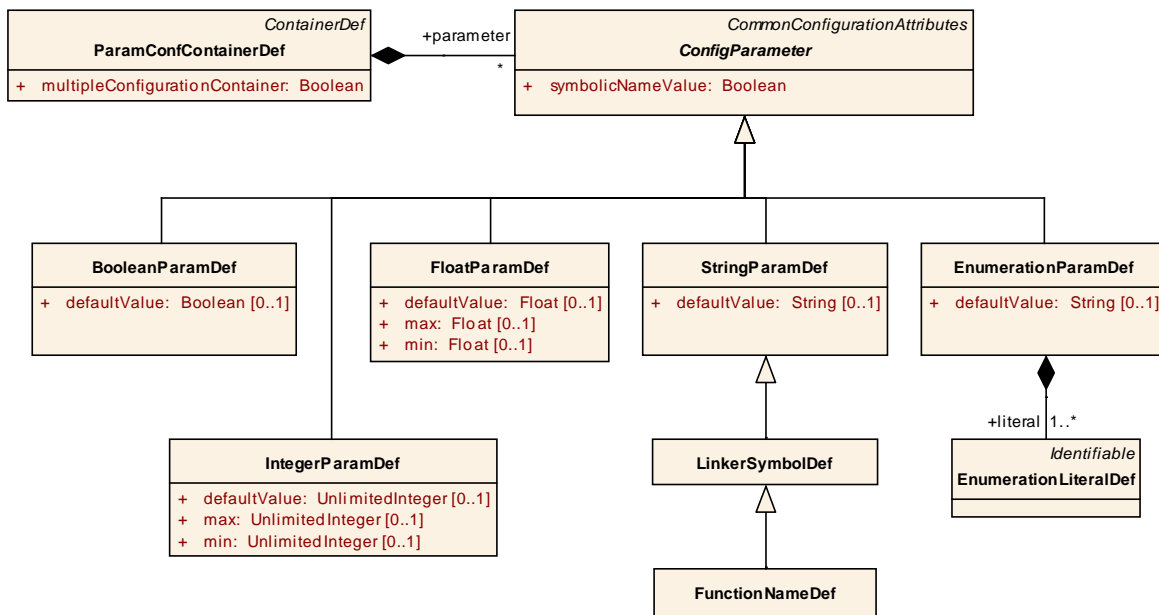 ContainerDef
ParamConfContainerDef
+ multipleConfigurationContainer: Boolean
+parameter
*
CommonConfigurationAttributes
ConfigParameter
+ symbolicNameValue: Boolean
BooleanParamDef
+ defaultValue: Boolean [0..1]
FloatParamDef
+ defaultValue: Float [0..1]
+ max: Float [0..1]
+ min: Float [0..1]
StringParamDef
+ defaultValue: String [0..1]
EnumerationParamDef
+ defaultValue: String [0..1]
+literal 1..*
IntegerParamDef
+ defaultValue: UnlimitedInteger [0..1]
+ max: UnlimitedInteger [0..1]
+ min: UnlimitedInteger [0..1]
LinkerSymbolDef
Identifiable
EnumerationLiteralDef
FunctionNameDef